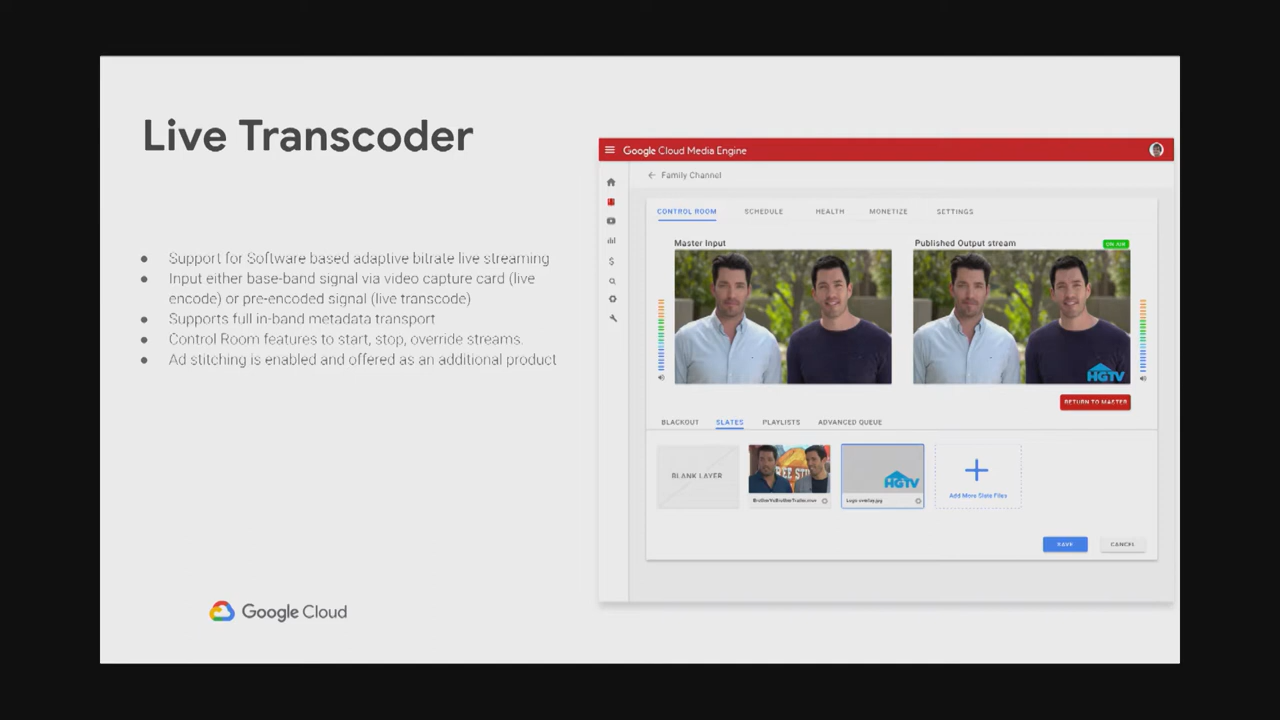 Live Transcoder
Support for Software based adaptive bitrate live streaming
Input either base-band signal via video capture card (live
encode) or pre-encoded signal (live transcode)
Supports full in-band metadata transport
Control Room features to start, stop, override streams.
Ad stitching is enabled and offered as an additional product
Google Cloud
Google Cloud Media Engine
Family Channel
CONTROL ROOM
SCHEDULE
HEALTH
MONETIZE
SETTINGS
Master Input
Published Output stream
ON AIR
HGTV
RETURN TO MASTER
BLACKOUT
SLATES
PLAYLISTS
ADVANCED QUEUE
BLANK LAYER
HGTV
Logo overlay.jpg
Add More Slate Files
SAVE
CANCEL